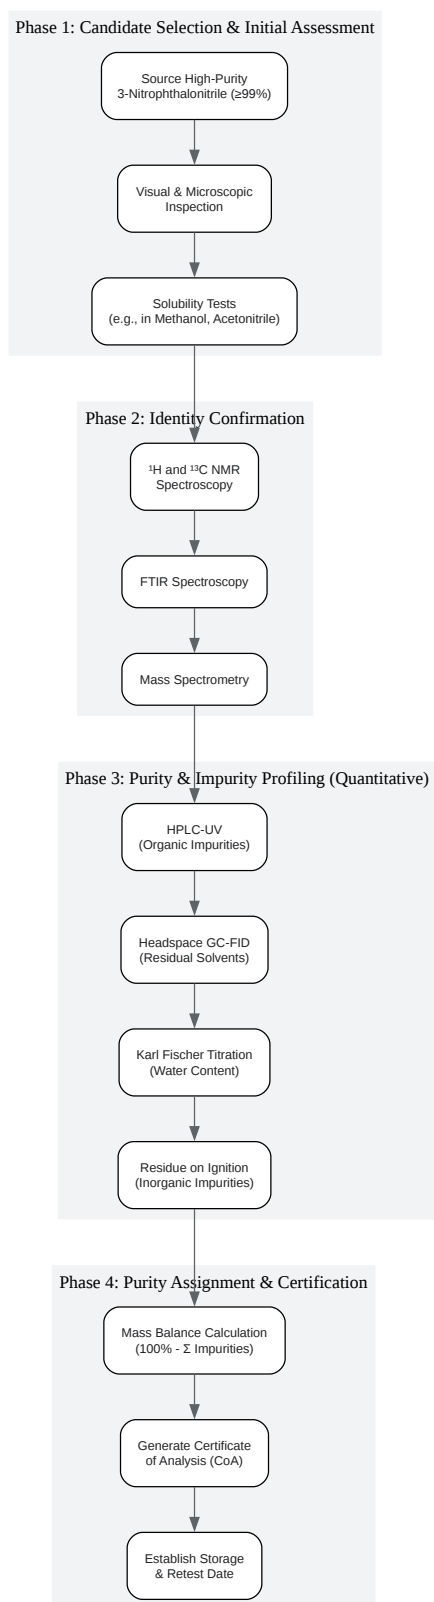 Phase 1: Candidate Selection & Initial Assessment
Source High-Purity
3-Nitrophthalonitrile (≥99%)
Visual & Microscopic
Inspection
Solubility Tests
(e.g., in Methanol, Acetonitrile)
Phase 2: Identity Confirmation
¹H and ¹³C NMR
Spectroscopy
FTIR Spectroscopy
Mass Spectrometry
Phase 3: Purity & Impurity Profiling (Quantitative)
HPLC-UV
(Organic Impurities)
Headspace GC-FID
(Residual Solvents)
Karl Fischer Titration
(Water Content)
Residue on Ignition
(Inorganic Impurities)
Phase 4: Purity Assignment & Certification
Mass Balance Calculation
(100% - Σ Impurities)
Generate Certificate
of Analysis (CoA)
Establish Storage
& Retest Date